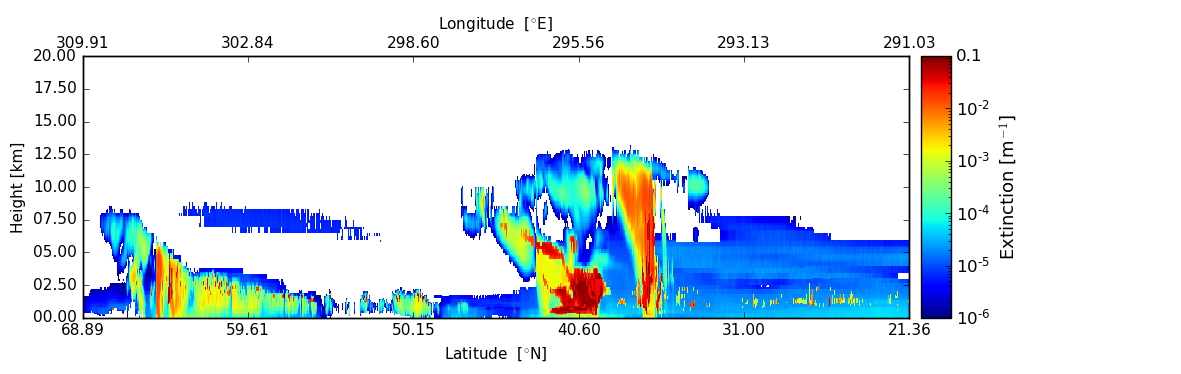 Longitude [°E]
309.91 302.84 298.60 295.56 293.13 291.03
20.00
17.50
15.00
12.50
10.00
07.50
05.00
02.50
00.00
Height [km]
68.89 59.61 50.15 40.60 31.00 21.36
Latitude [°N]
0.1
10⁻²
10⁻³
10⁻⁴
10⁻⁵
10⁻⁶
Extinction [m⁻¹]